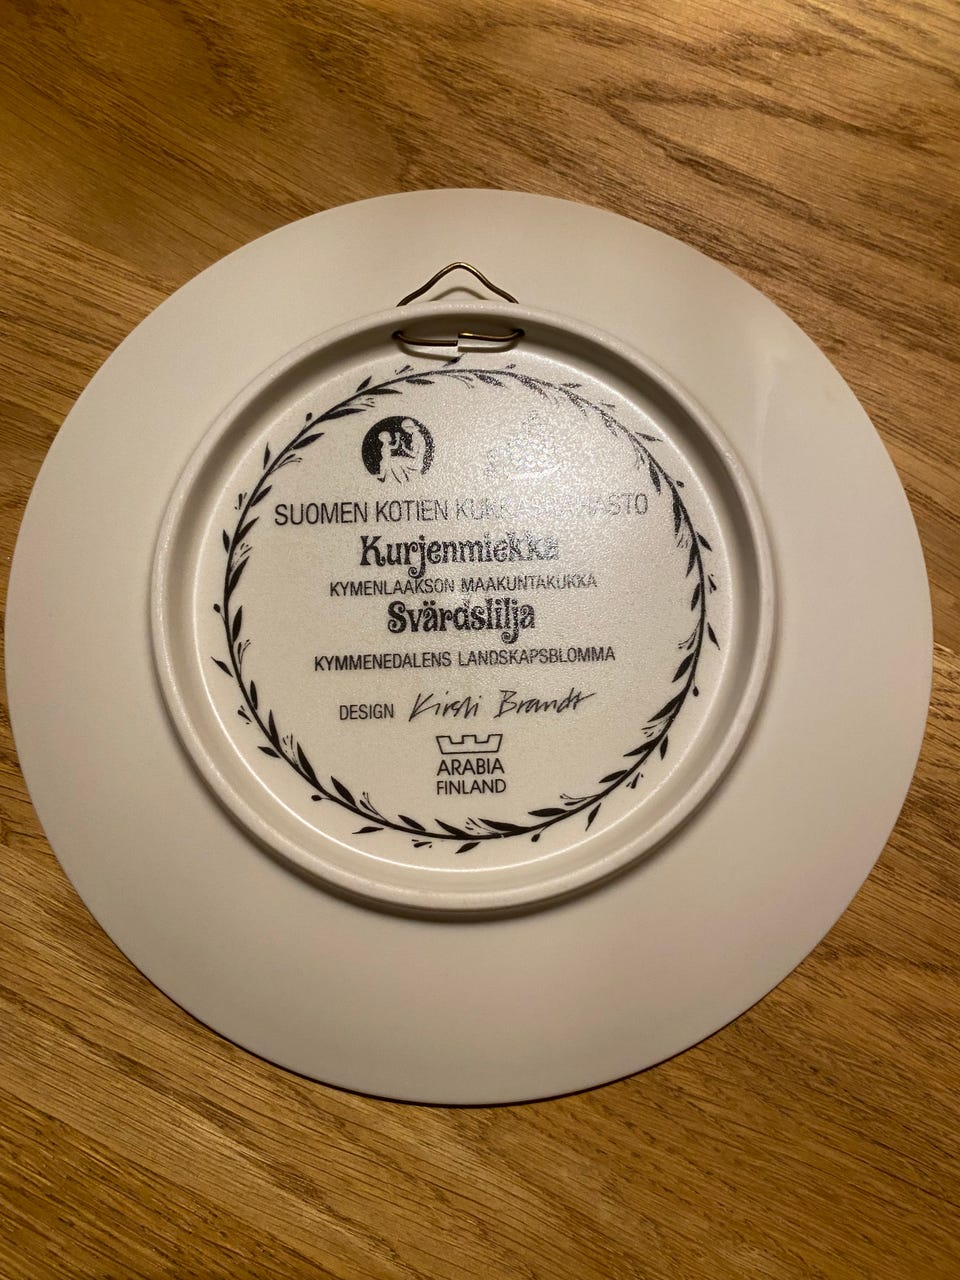 SUOMEN KOTIEN
Kurjenmiekka
KYMENLAAKSON MAAKUNTAKUKKA
Svärdslilja
KYMMENEDALENS LANDSKAPSBLOMMA
DESIGN Kirsti Brandt
ARABIA
FINLAND